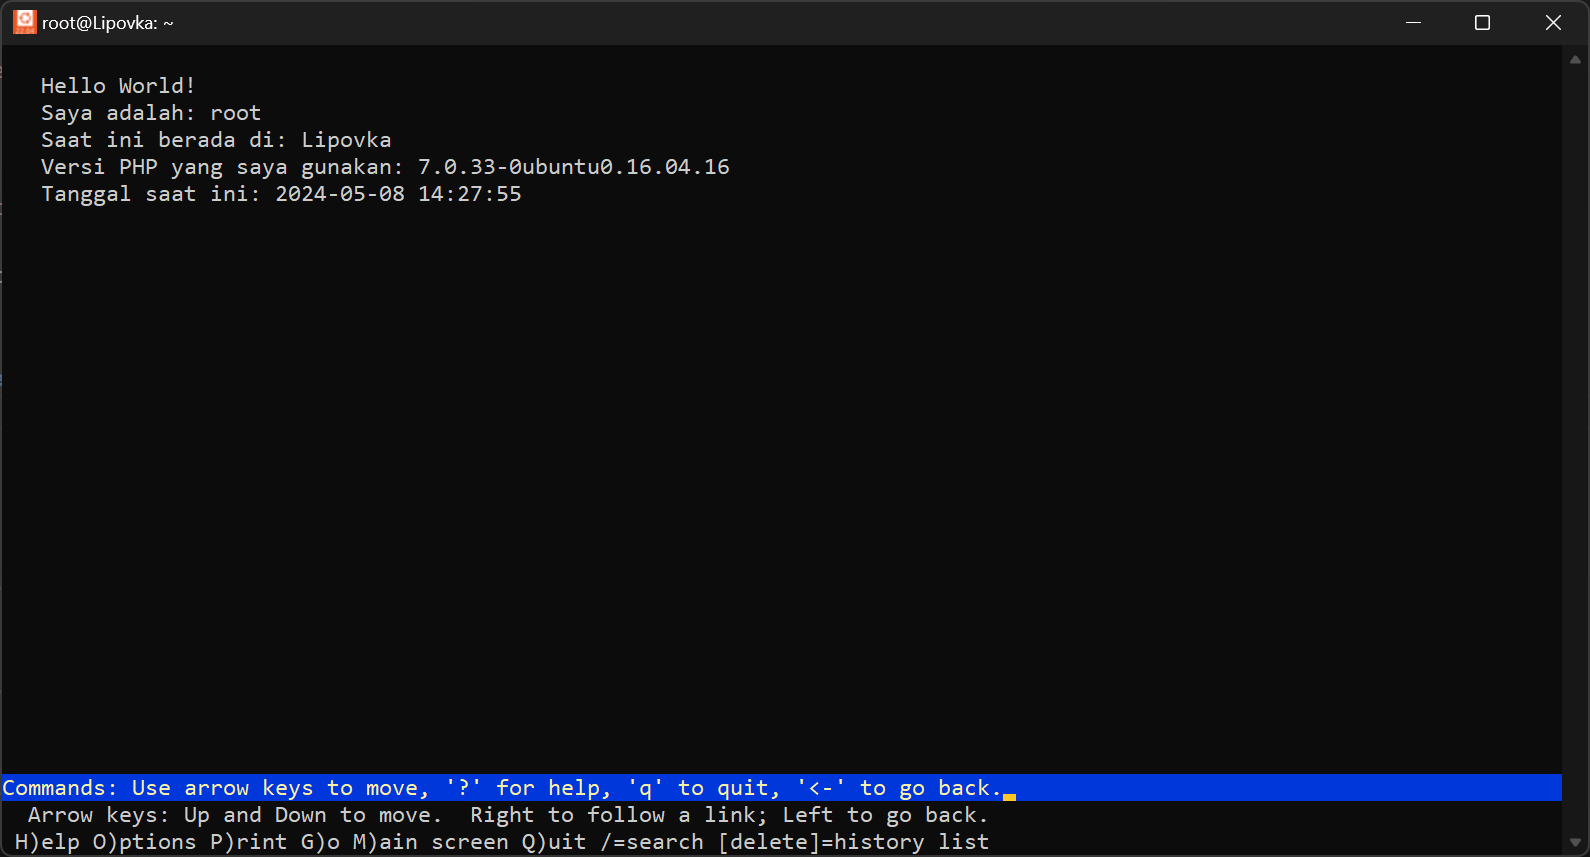 root@Lipovka: ~
Hello World!
Saya adalah: root
Saat ini berada di: Lipovka
Versi PHP yang saya gunakan: 7.0.33-0ubuntu0.16.04.16
Tanggal saat ini: 2024-05-08 14:27:55
Commands: Use arrow keys to move, '?' for help, 'q' to quit, '<-' to go back.
Arrow keys: Up and Down to move.  Right to follow a link; Left to go back.
H)elp O)ptions P)rint G)o M)ain screen Q)uit /=search [delete]=history list